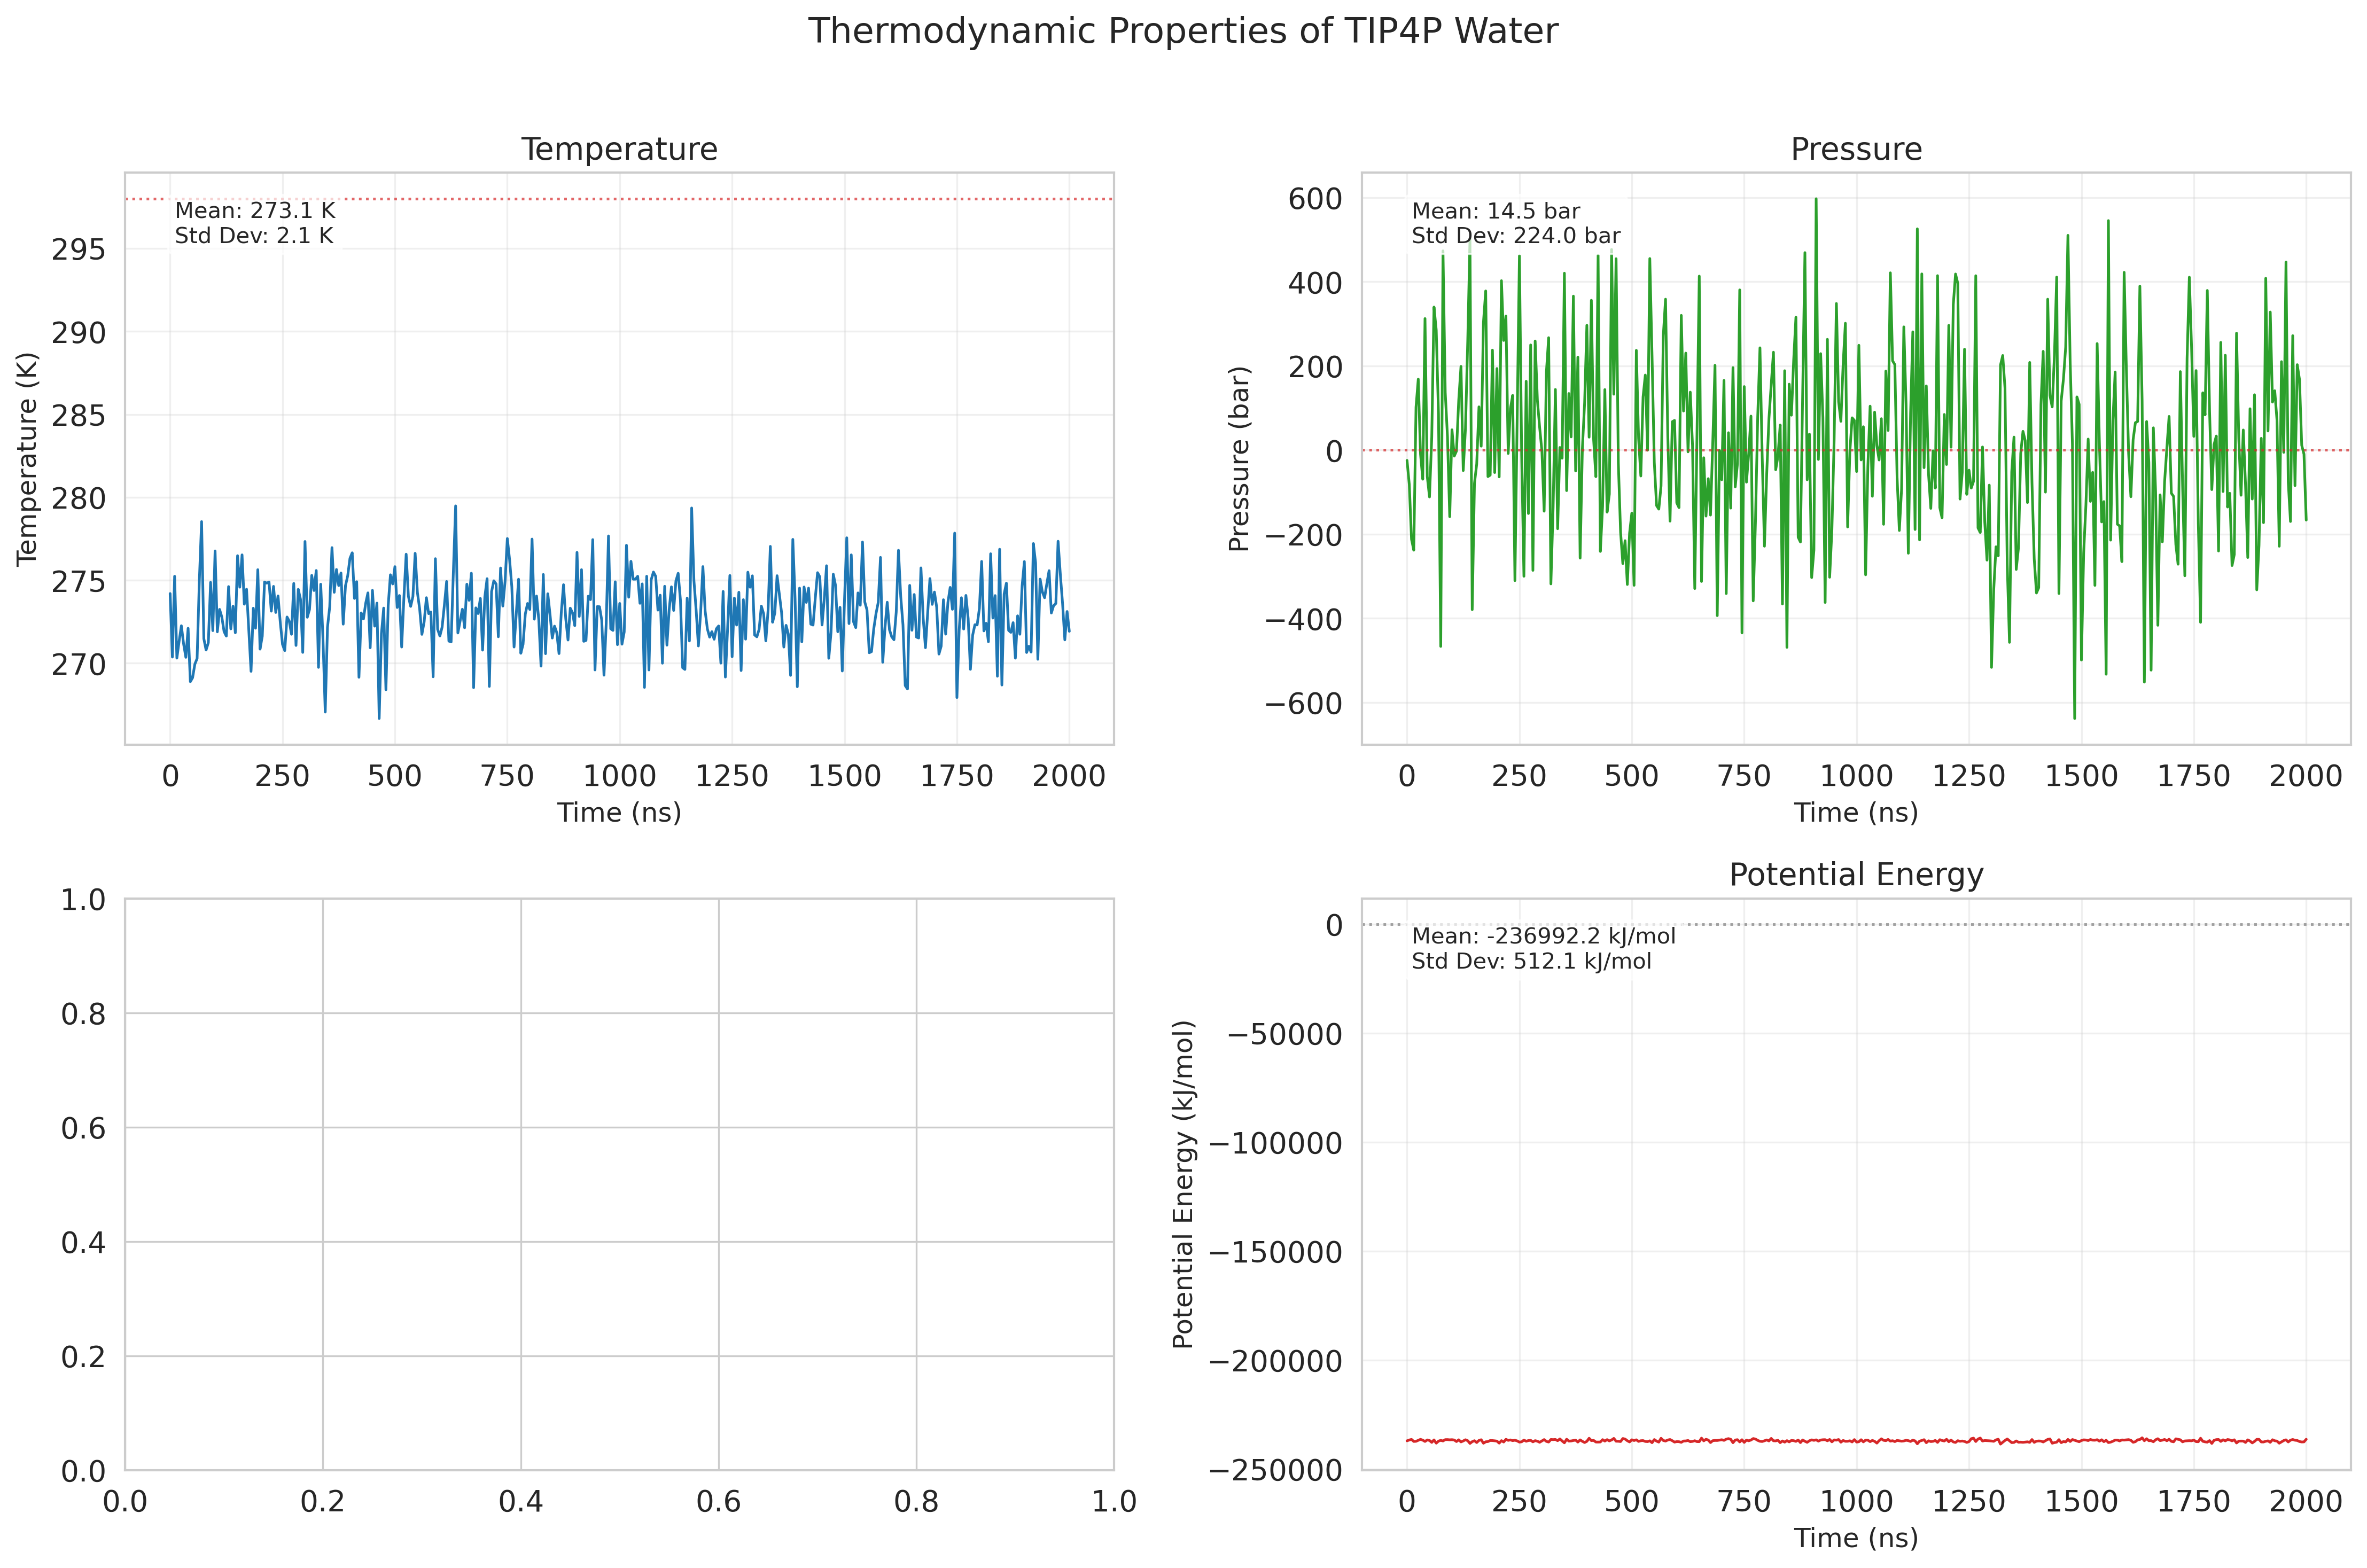 Thermodynamic Properties of TIP4P Water
Temperature
Mean: 273.1 K
Std Dev: 2.1 K
Temperature (K)
295
290
285
280
275
270
0 250 500 750 1000 1250 1500 1750 2000
Time (ns)
Pressure
Mean: 14.5 bar
Std Dev: 224.0 bar
Pressure (bar)
600
400
200
0
−200
−400
−600
0 250 500 750 1000 1250 1500 1750 2000
Time (ns)
1.0
0.8
0.6
0.4
0.2
0.0
0.0 0.2 0.4 0.6 0.8 1.0
Potential Energy
Mean: -236992.2 kJ/mol
Std Dev: 512.1 kJ/mol
Potential Energy (kJ/mol)
0
−50000
−100000
−150000
−200000
−250000
0 250 500 750 1000 1250 1500 1750 2000
Time (ns)